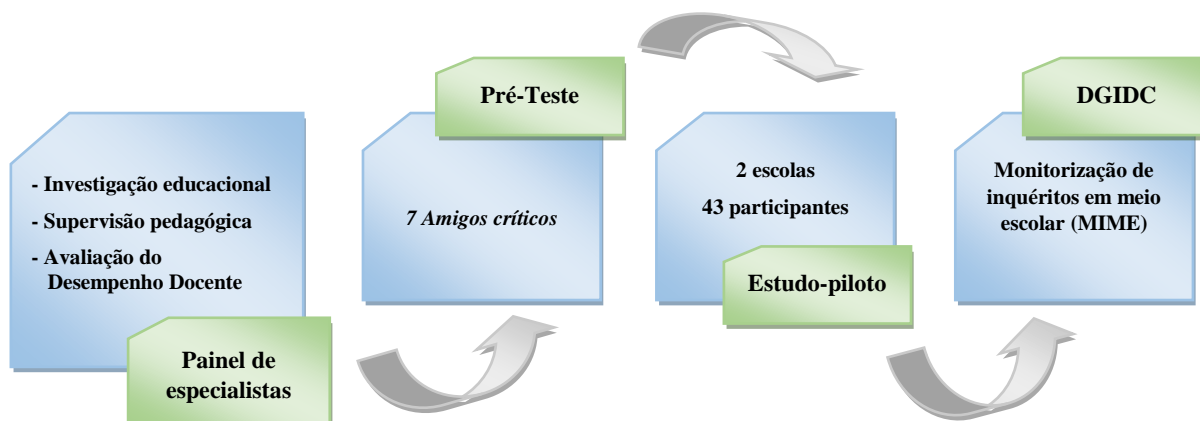 - Investigação educacional
- Supervisão pedagógica
- Avaliação do
Desempenho Docente
Painel de
especialistas
Pré-Teste
7 Amigos críticos
2 escolas
43 participantes
Estudo-piloto
DGIDC
Monitorização de
inquéritos em meio
escolar (MIME)